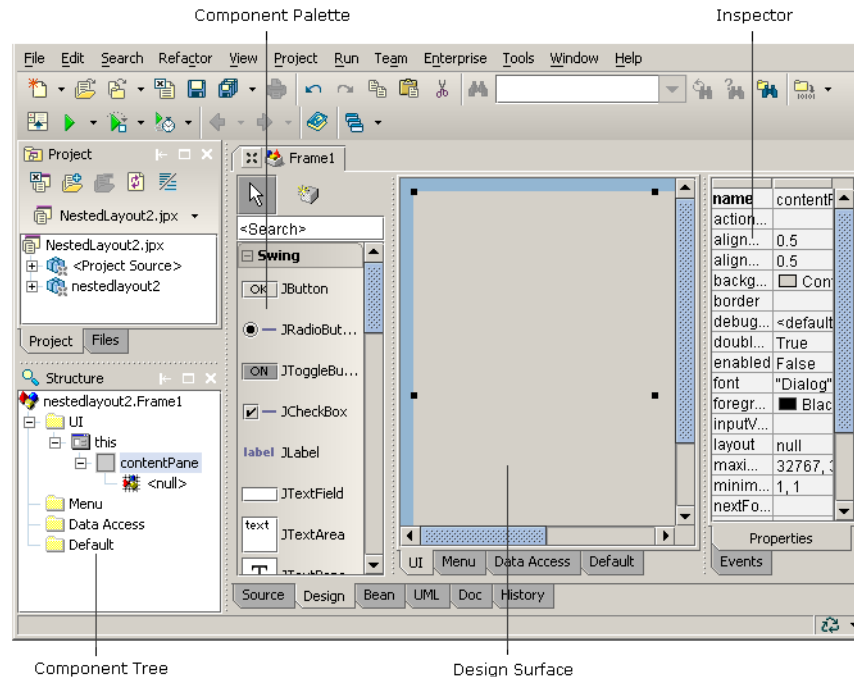 Component Palette
Inspector
File Edit Search Refactor View Project Run Team Enterprise Tools Window Help
Project
Frame1
NestedLayout2.jpx
<Search>
NestedLayout2.jpx
<Project Source>
nestedlayout2
Project Files
Structure
nestedlayout2.Frame1
UI
this
contentPane
<null>
Menu
Data Access
Default
Swing
OK JButton
JRadioBut...
ON JToggleBu...
JCheckBox
label JLabel
JTextField
text JTextArea
T JTextPane
name contentF
action...
align... 0.5
align... 0.5
backg... Con
border
debug... <default
doubl... True
enabled False
font "Dialog"
foregr... Blac
inputV...
layout null
maxi... 32767, 3
minim... 1, 1
nextFo...
Properties
Events
UI Menu Data Access Default
Source Design Bean UML Doc History
Component Tree
Design Surface